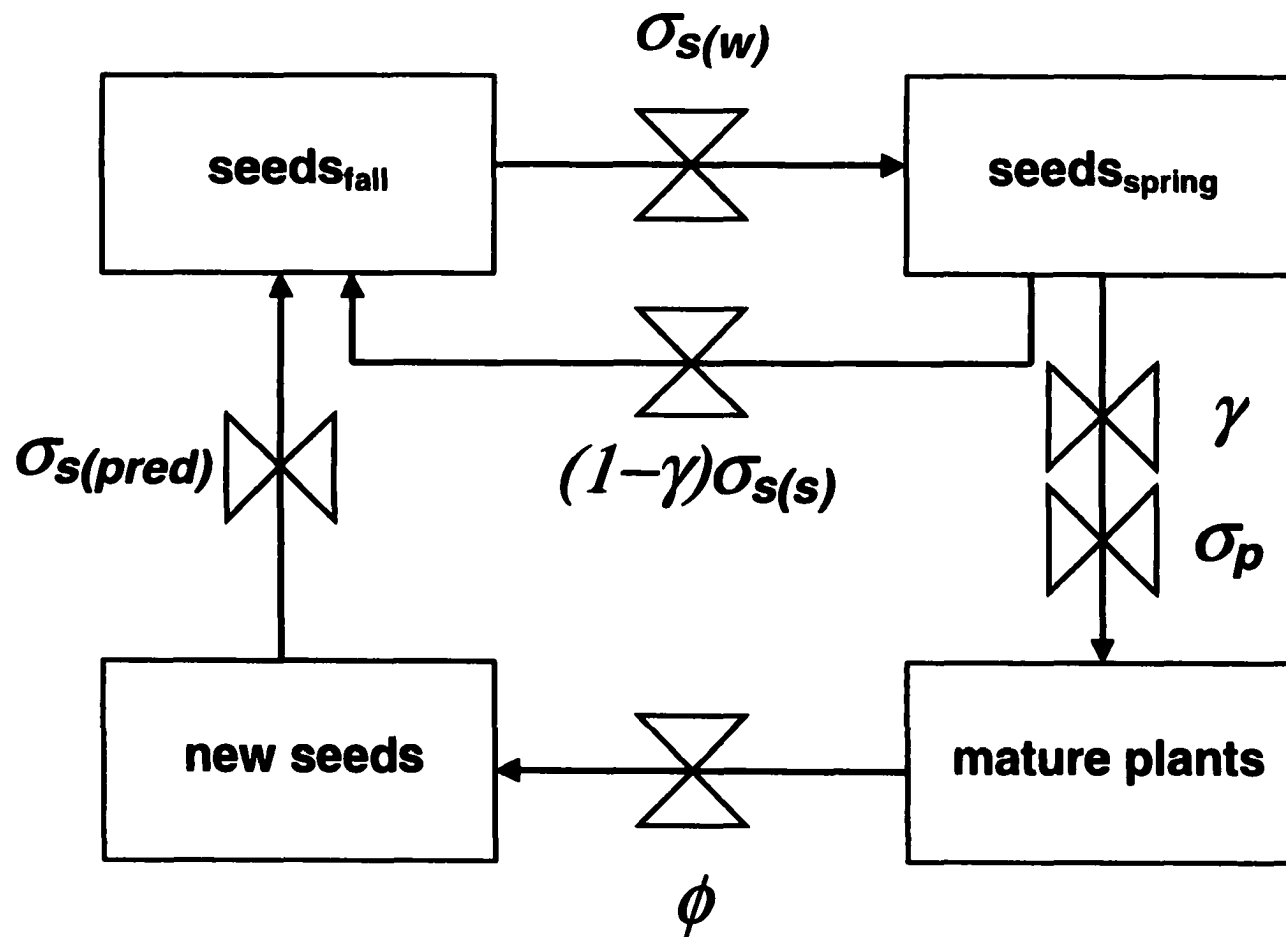 σs(w)
seedsfall
seedsspring
σs(pred)
(1−γ)σs(s)
γ
σp
new seeds
mature plants
ϕ